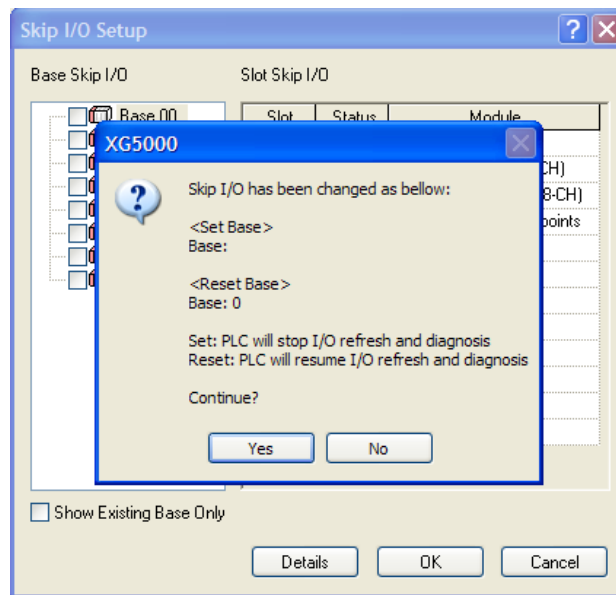 Skip I/O Setup
Base Skip I/O
Slot Skip I/O
Base 00
Slot Status Module
XG5000
CH)
8-CH)
points
Skip I/O has been changed as bellow:
<Set Base>
Base:
<Reset Base>
Base: 0
Set: PLC will stop I/O refresh and diagnosis
Reset: PLC will resume I/O refresh and diagnosis
Continue?
Yes No
Show Existing Base Only
Details OK Cancel